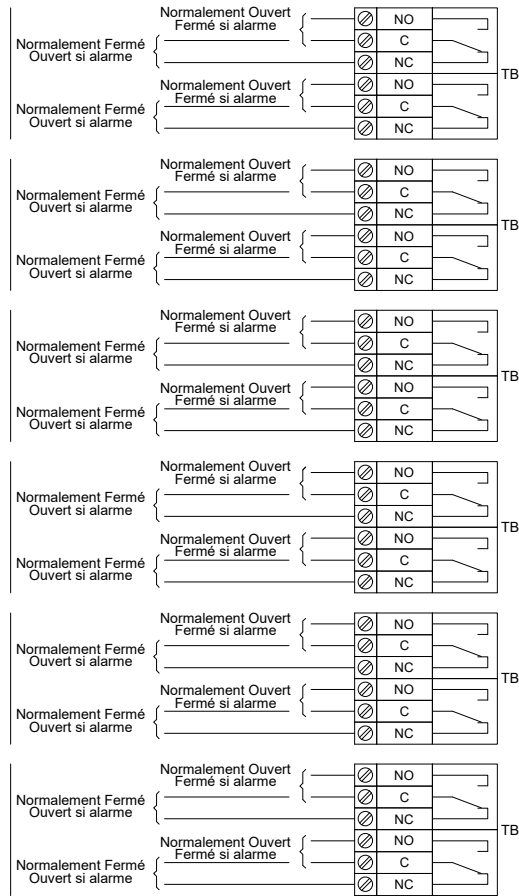 Normalement Ouvert
Fermé si alarme
NO
Normalement Fermé
Ouvert si alarme
C
NC
Normalement Ouvert
Fermé si alarme
NO
TB
Normalement Fermé
Ouvert si alarme
C
NC
Normalement Ouvert
Fermé si alarme
NO
Normalement Fermé
Ouvert si alarme
C
NC
Normalement Ouvert
Fermé si alarme
NO
TB
Normalement Fermé
Ouvert si alarme
C
NC
Normalement Ouvert
Fermé si alarme
NO
Normalement Fermé
Ouvert si alarme
C
NC
Normalement Ouvert
Fermé si alarme
NO
TB
Normalement Fermé
Ouvert si alarme
C
NC
Normalement Ouvert
Fermé si alarme
NO
Normalement Fermé
Ouvert si alarme
C
NC
Normalement Ouvert
Fermé si alarme
NO
TB
Normalement Fermé
Ouvert si alarme
C
NC
Normalement Ouvert
Fermé si alarme
NO
Normalement Fermé
Ouvert si alarme
C
NC
Normalement Ouvert
Fermé si alarme
NO
TB
Normalement Fermé
Ouvert si alarme
C
NC
Normalement Ouvert
Fermé si alarme
NO
Normalement Fermé
Ouvert si alarme
C
NC
Normalement Ouvert
Fermé si alarme
NO
TB
Normalement Fermé
Ouvert si alarme
C
NC